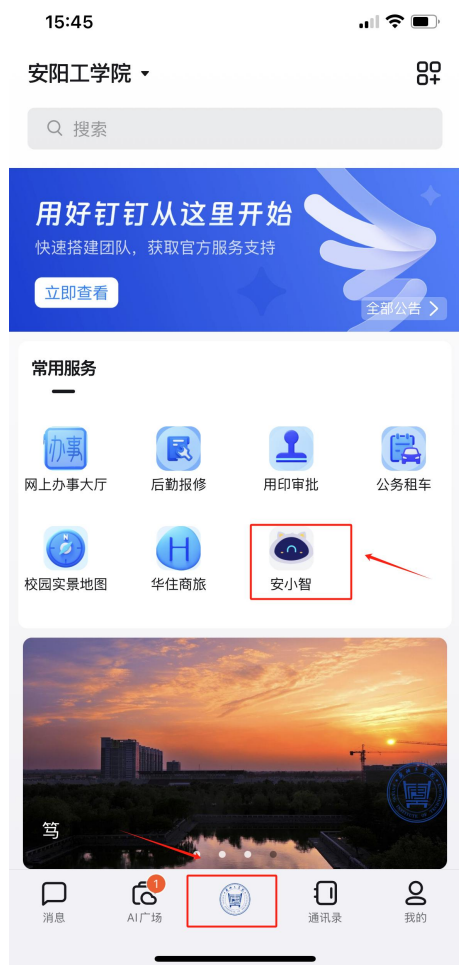 15:45
安阳工学院
搜索
用好钉钉从这里开始
快速搭建团队，获取官方服务支持
立即查看
全部公告
常用服务
办事
网上办事大厅
后勤报修
用印审批
公务租车
N
H
校园实景地图
华住商旅
安小智
笃
1
消息
AI广场
通讯录
我的